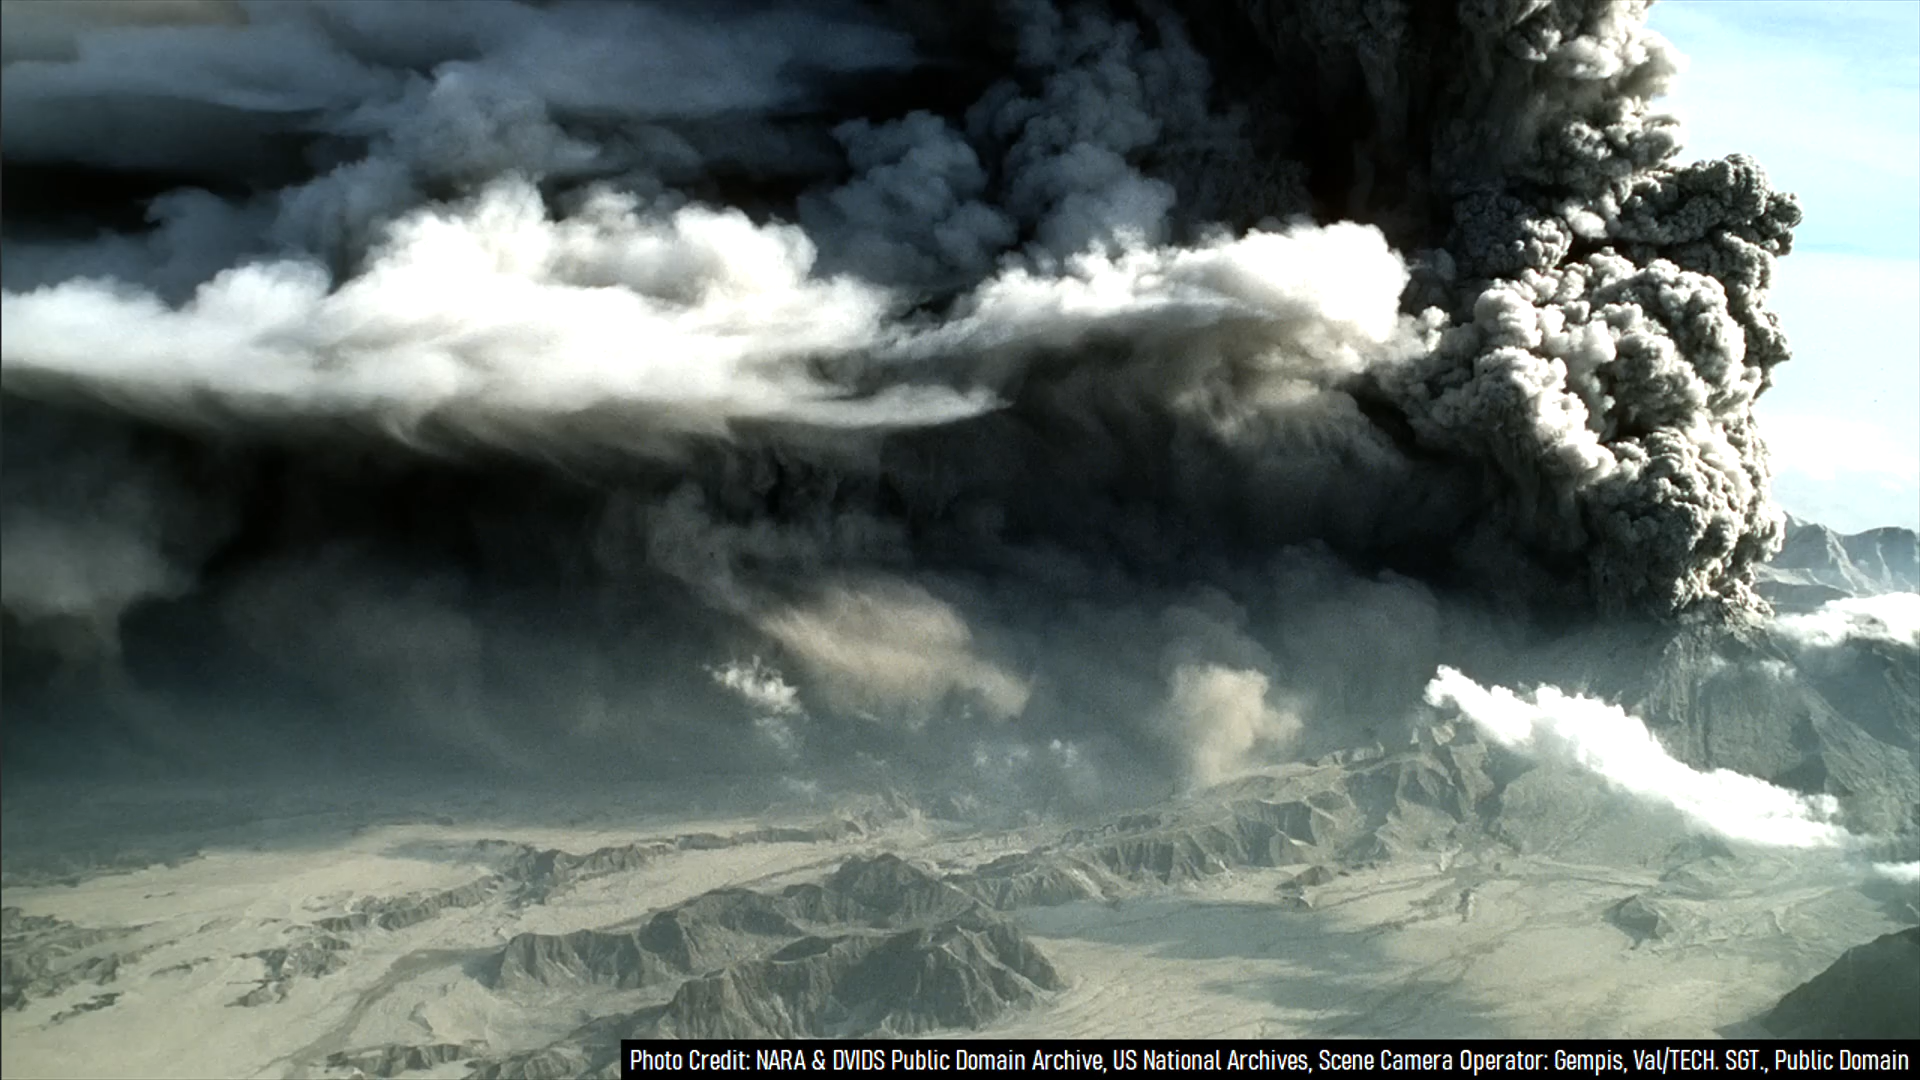 Photo Credit: NARA & DVIDS Public Domain Archive, US National Archives, Scene Camera Operator: Gempis, Val/TECH. SGT., Public Domain